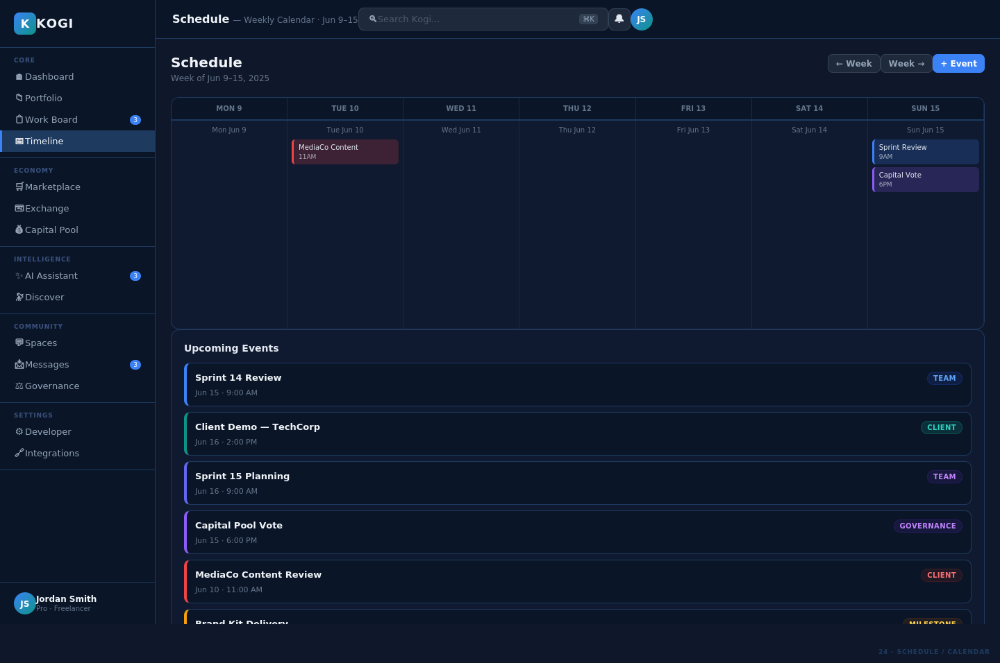 K KOGI
CORE
Dashboard
Portfolio
Work Board 3
Timeline
ECONOMY
Marketplace
Exchange
Capital Pool
INTELLIGENCE
AI Assistant 3
Discover
COMMUNITY
Spaces
Messages 3
Governance
SETTINGS
Developer
Integrations
JS Jordan Smith
Pro · Freelancer
Schedule — Weekly Calendar · Jun 9–15
Search Kogi... ⌘K
JS
Schedule
Week of Jun 9–15, 2025
← Week Week → + Event
MON 9 TUE 10 WED 11 THU 12 FRI 13 SAT 14 SUN 15
Mon Jun 9 Tue Jun 10 Wed Jun 11 Thu Jun 12 Fri Jun 13 Sat Jun 14 Sun Jun 15
MediaCo Content
11AM
Sprint Review
9AM
Capital Vote
6PM
Upcoming Events
Sprint 14 Review TEAM
Jun 15 · 9:00 AM
Client Demo — TechCorp CLIENT
Jun 16 · 2:00 PM
Sprint 15 Planning TEAM
Jun 16 · 9:00 AM
Capital Pool Vote GOVERNANCE
Jun 15 · 6:00 PM
MediaCo Content Review CLIENT
Jun 10 · 11:00 AM
Brand Kit Delivery MILESTONE
24 · SCHEDULE / CALENDAR